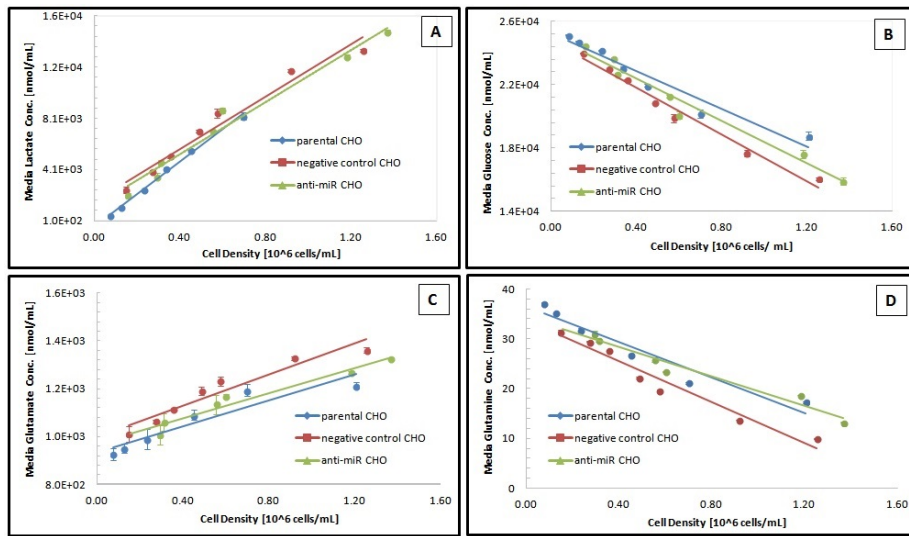 A
Media Lactate Conc. [nmol/mL]
1.6E+04
1.2E+04
8.1E+03
4.1E+03
1.0E+02
0.00 0.40 0.80 1.20 1.60
Cell Density [10^6 cells/mL]
parental CHO
negative control CHO
anti-miR CHO
B
Media Glucose Conc. [nmol/mL]
2.6E+04
2.2E+04
1.8E+04
1.4E+04
0.00 0.40 0.80 1.20 1.60
Cell Density [10^6 cells/ mL]
parental CHO
negative control CHO
anti-miR CHO
C
Media Glutamate Conc. [nmol/mL]
1.6E+03
1.4E+03
1.2E+03
1.0E+03
8.0E+02
0.00 0.40 0.80 1.20 1.60
Cell Density [10^6 cells/mL]
parental CHO
negative control CHO
anti-miR CHO
D
Media Glutamine Conc. [nmol/mL]
40
30
20
10
0
0.00 0.40 0.80 1.20 1.60
Cell Density [10^6 cells/mL]
parental CHO
negative control CHO
anti-miR CHO